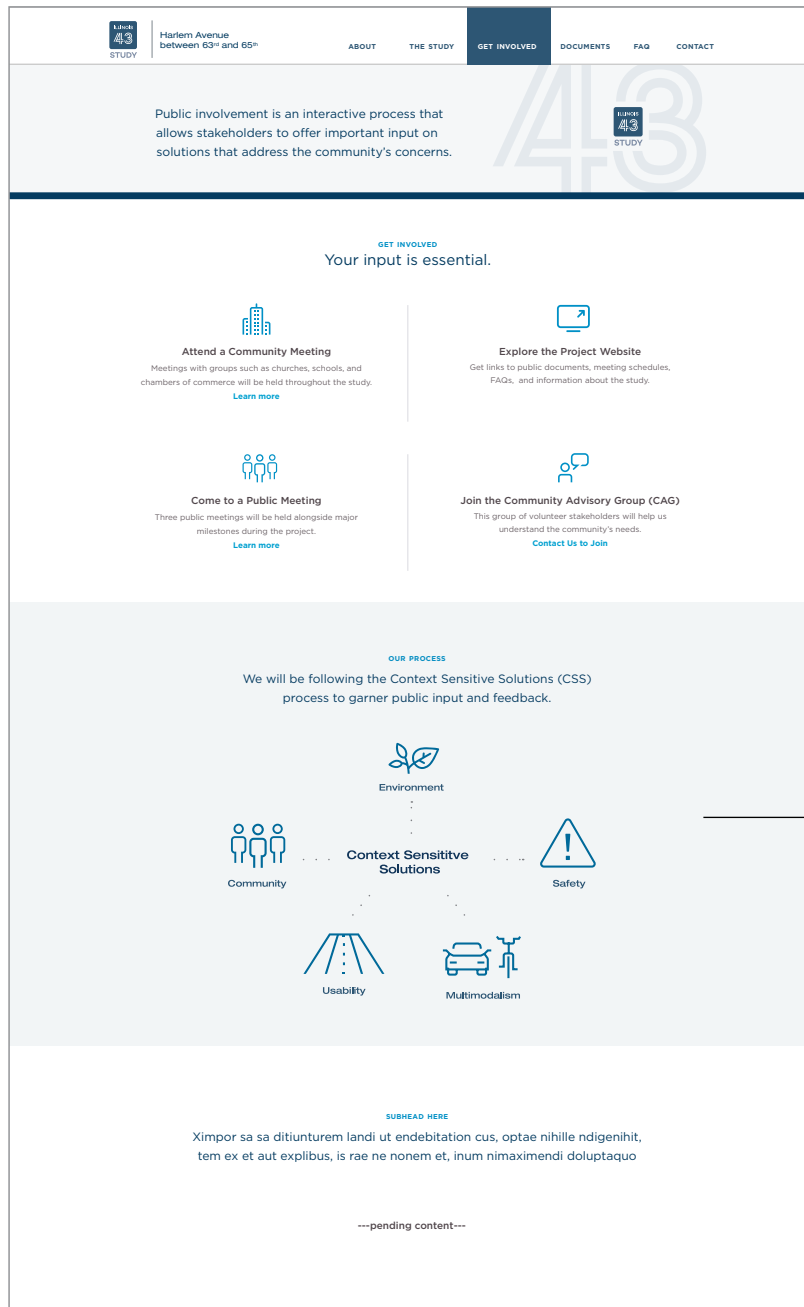 ILLINOIS
43
STUDY
Harlem Avenue
between 63rd and 65th
ABOUT
THE STUDY
GET INVOLVED
DOCUMENTS
FAQ
CONTACT
Public involvement is an interactive process that
allows stakeholders to offer important input on
solutions that address the community's concerns.
43
ILLINOIS
43
STUDY
GET INVOLVED
Your input is essential.
Attend a Community Meeting
Meetings with groups such as churches, schools, and
chambers of commerce will be held throughout the study.
Learn more
Explore the Project Website
Get links to public documents, meeting schedules,
FAQs, and information about the study.
Come to a Public Meeting
Three public meetings will be held alongside major
milestones during the project.
Learn more
Join the Community Advisory Group (CAG)
This group of volunteer stakeholders will help us
understand the community's needs.
Contact Us to Join
OUR PROCESS
We will be following the Context Sensitive Solutions (CSS)
process to garner public input and feedback.
Environment
Community
Context Sensititve
Solutions
Safety
Usability
Multimodalism
SUBHEAD HERE
Ximpor sa sa ditiunturem landi ut endebitation cus, optae nihille ndigenihit,
tem ex et aut explibus, is rae ne nonem et, inum nimaximendi doluptaquo
---pending content---